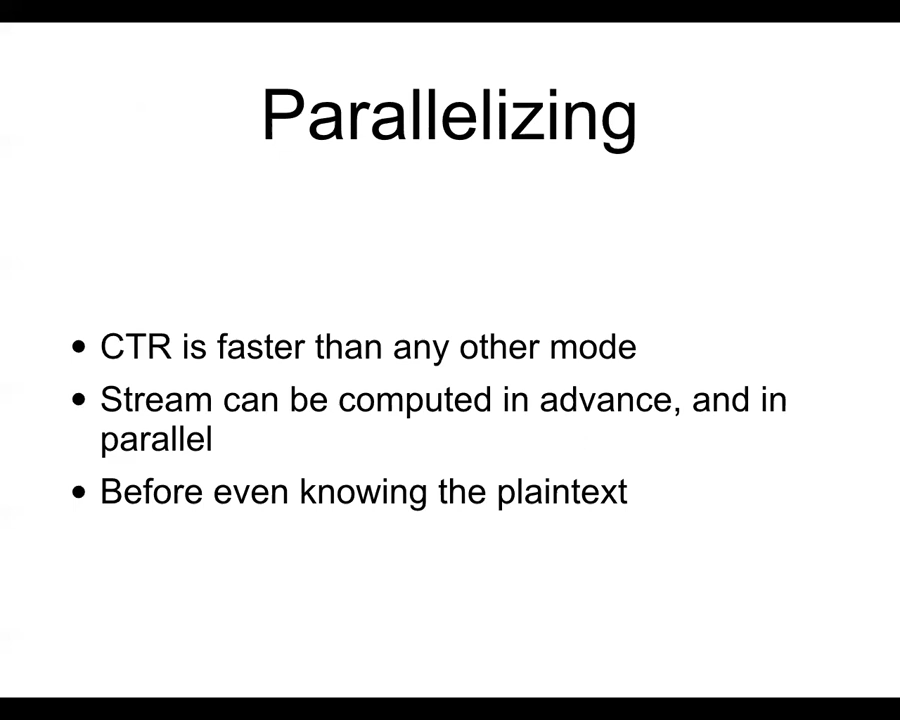 Parallelizing
• CTR is faster than any other mode
• Stream can be computed in advance, and in
parallel
• Before even knowing the plaintext